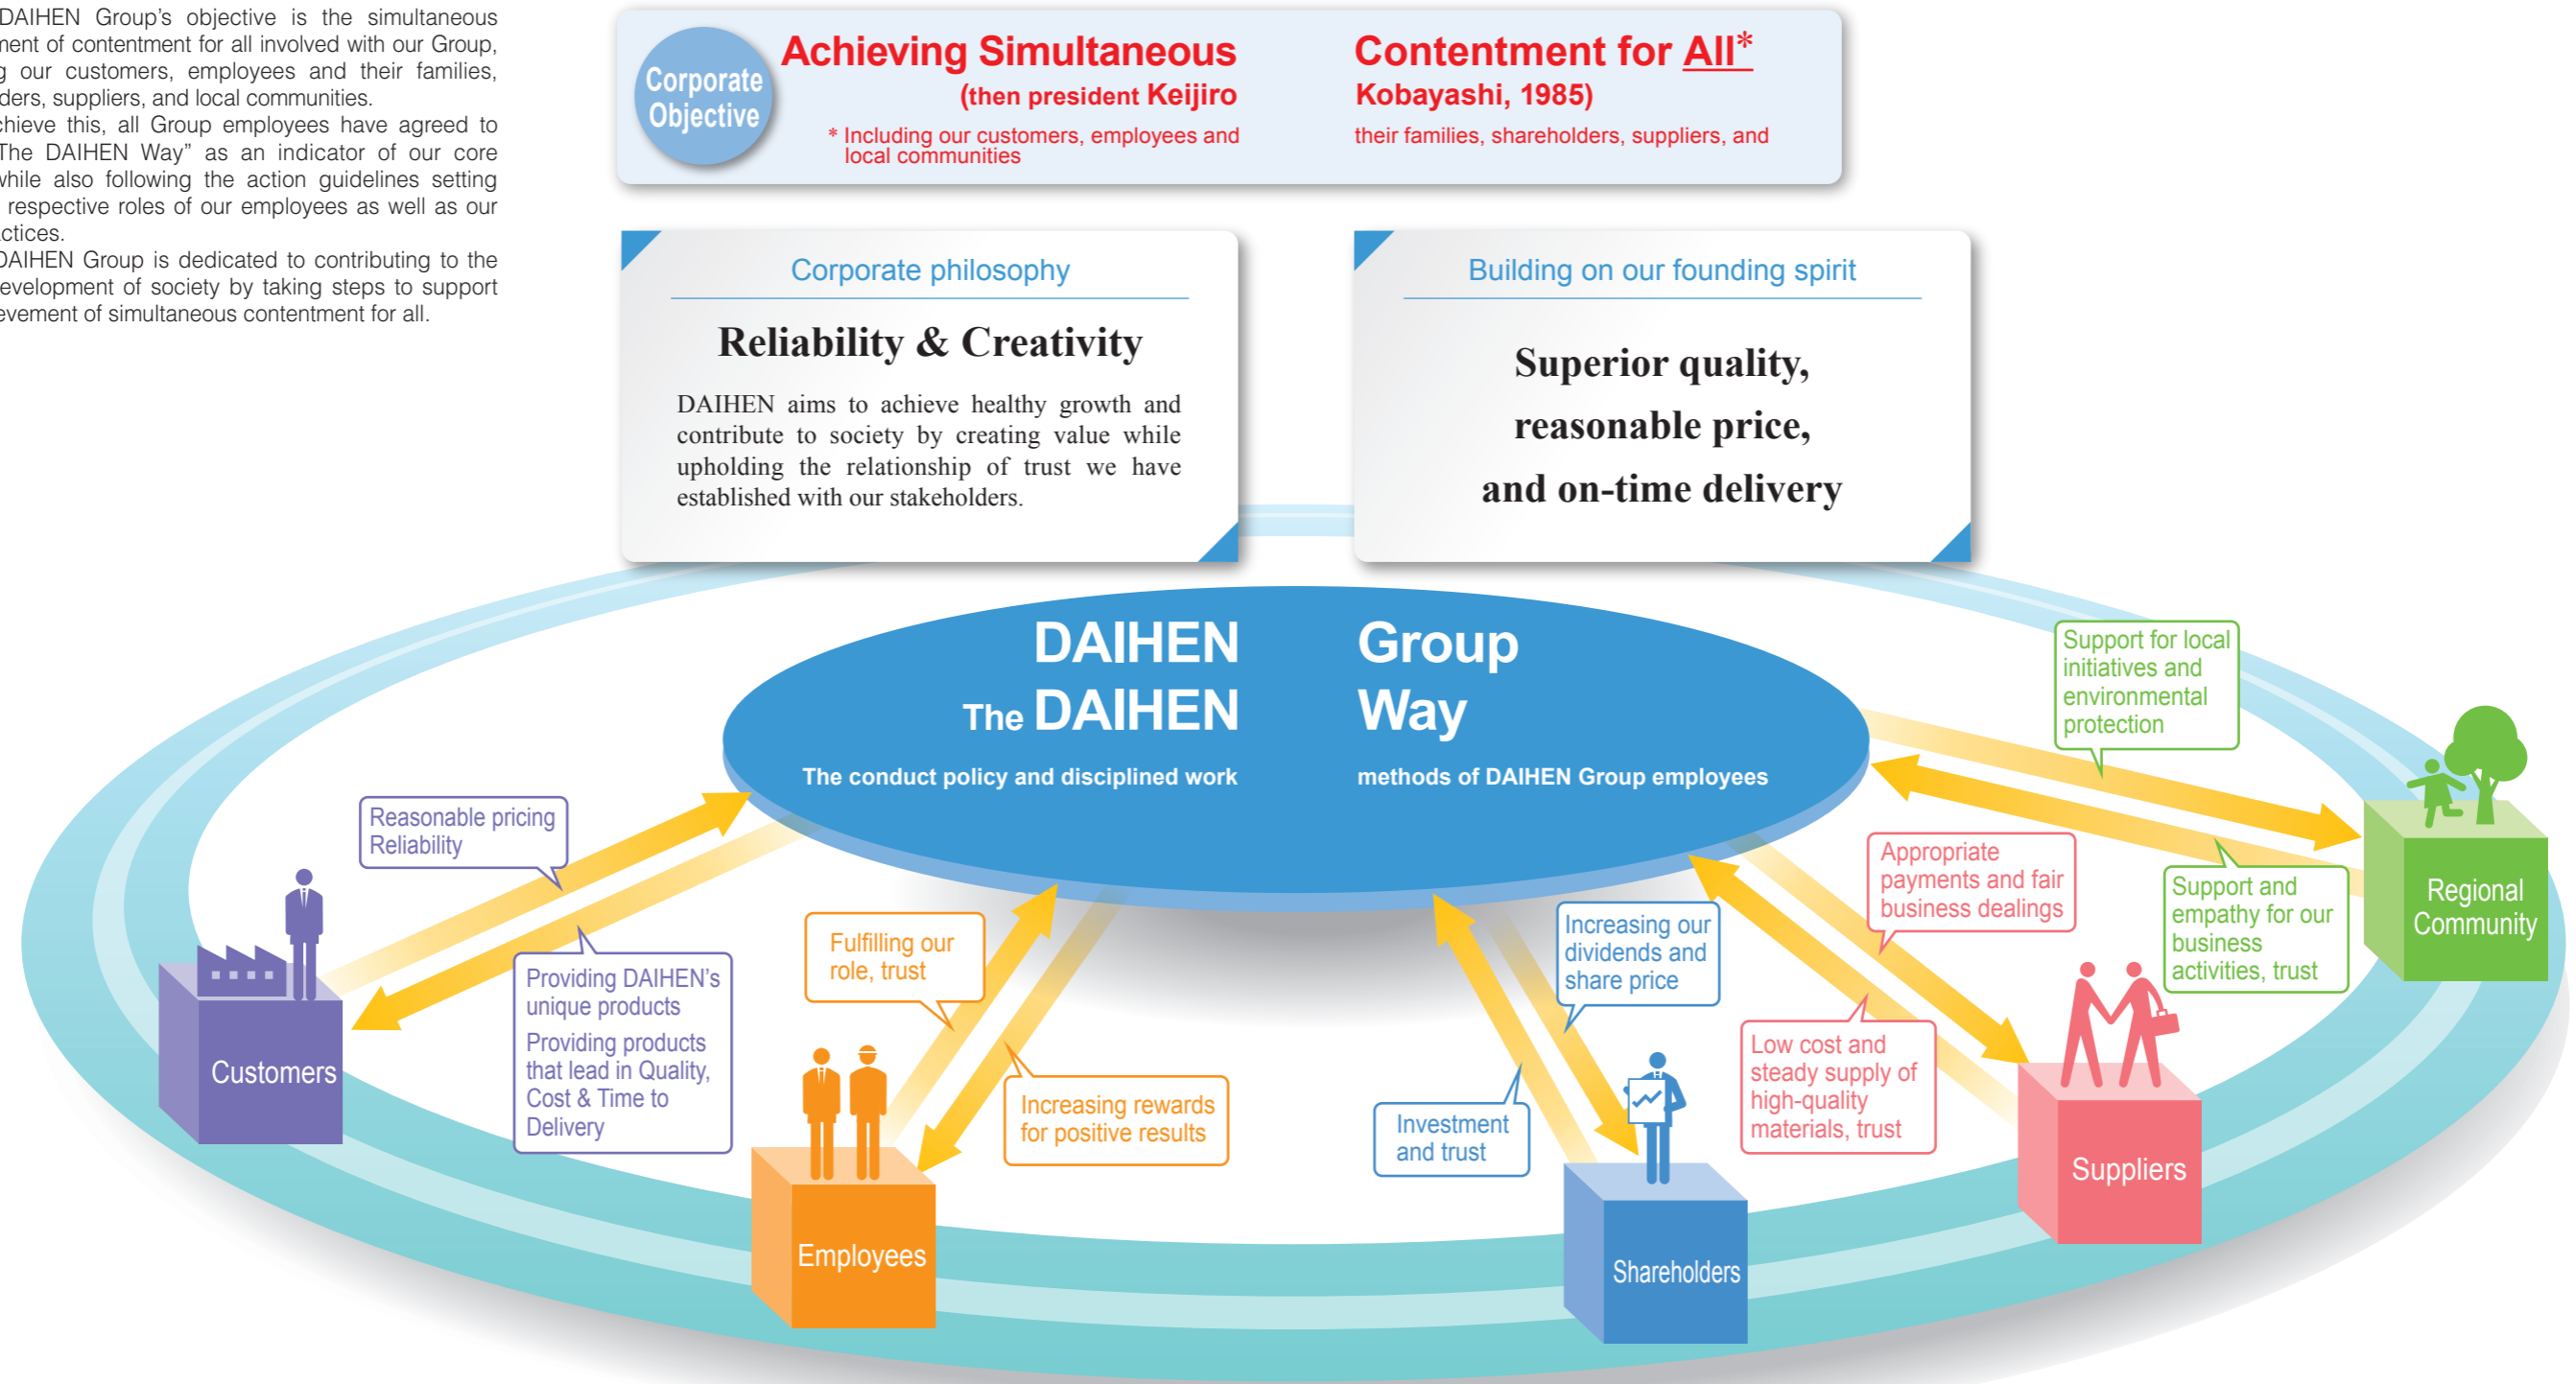 DAIHEN Group's objective is the simultaneous
ment of contentment for all involved with our Group,
g our customers, employees and their families,
ders, suppliers, and local communities.
chieve this, all Group employees have agreed to
The DAIHEN Way” as an indicator of our core
while also following the action guidelines setting
respective roles of our employees as well as our
actices.
DAIHEN Group is dedicated to contributing to the
evelopment of society by taking steps to support
evement of simultaneous contentment for all.
Corporate
Objective
Achieving Simultaneous Contentment for All*
(then president Keijiro Kobayashi, 1985)
* Including our customers, employees and their families, shareholders, suppliers, and
local communities
Corporate philosophy
Reliability & Creativity
DAIHEN aims to achieve healthy growth and
contribute to society by creating value while
upholding the relationship of trust we have
established with our stakeholders.
Building on our founding spirit
Superior quality,
reasonable price,
and on-time delivery
DAIHEN Group
The DAIHEN Way
The conduct policy and disciplined work methods of DAIHEN Group employees
Reasonable pricing
Reliability
Customers
Providing DAIHEN's
unique products
Providing products
that lead in Quality,
Cost & Time to
Delivery
Fulfilling our
role, trust
Employees
Increasing rewards
for positive results
Increasing our
dividends and
share price
Investment
and trust
Shareholders
Appropriate
payments and fair
business dealings
Low cost and
steady supply of
high-quality
materials, trust
Suppliers
Support for local
initiatives and
environmental
protection
Support and
empathy for our
business
activities, trust
Regional
Community